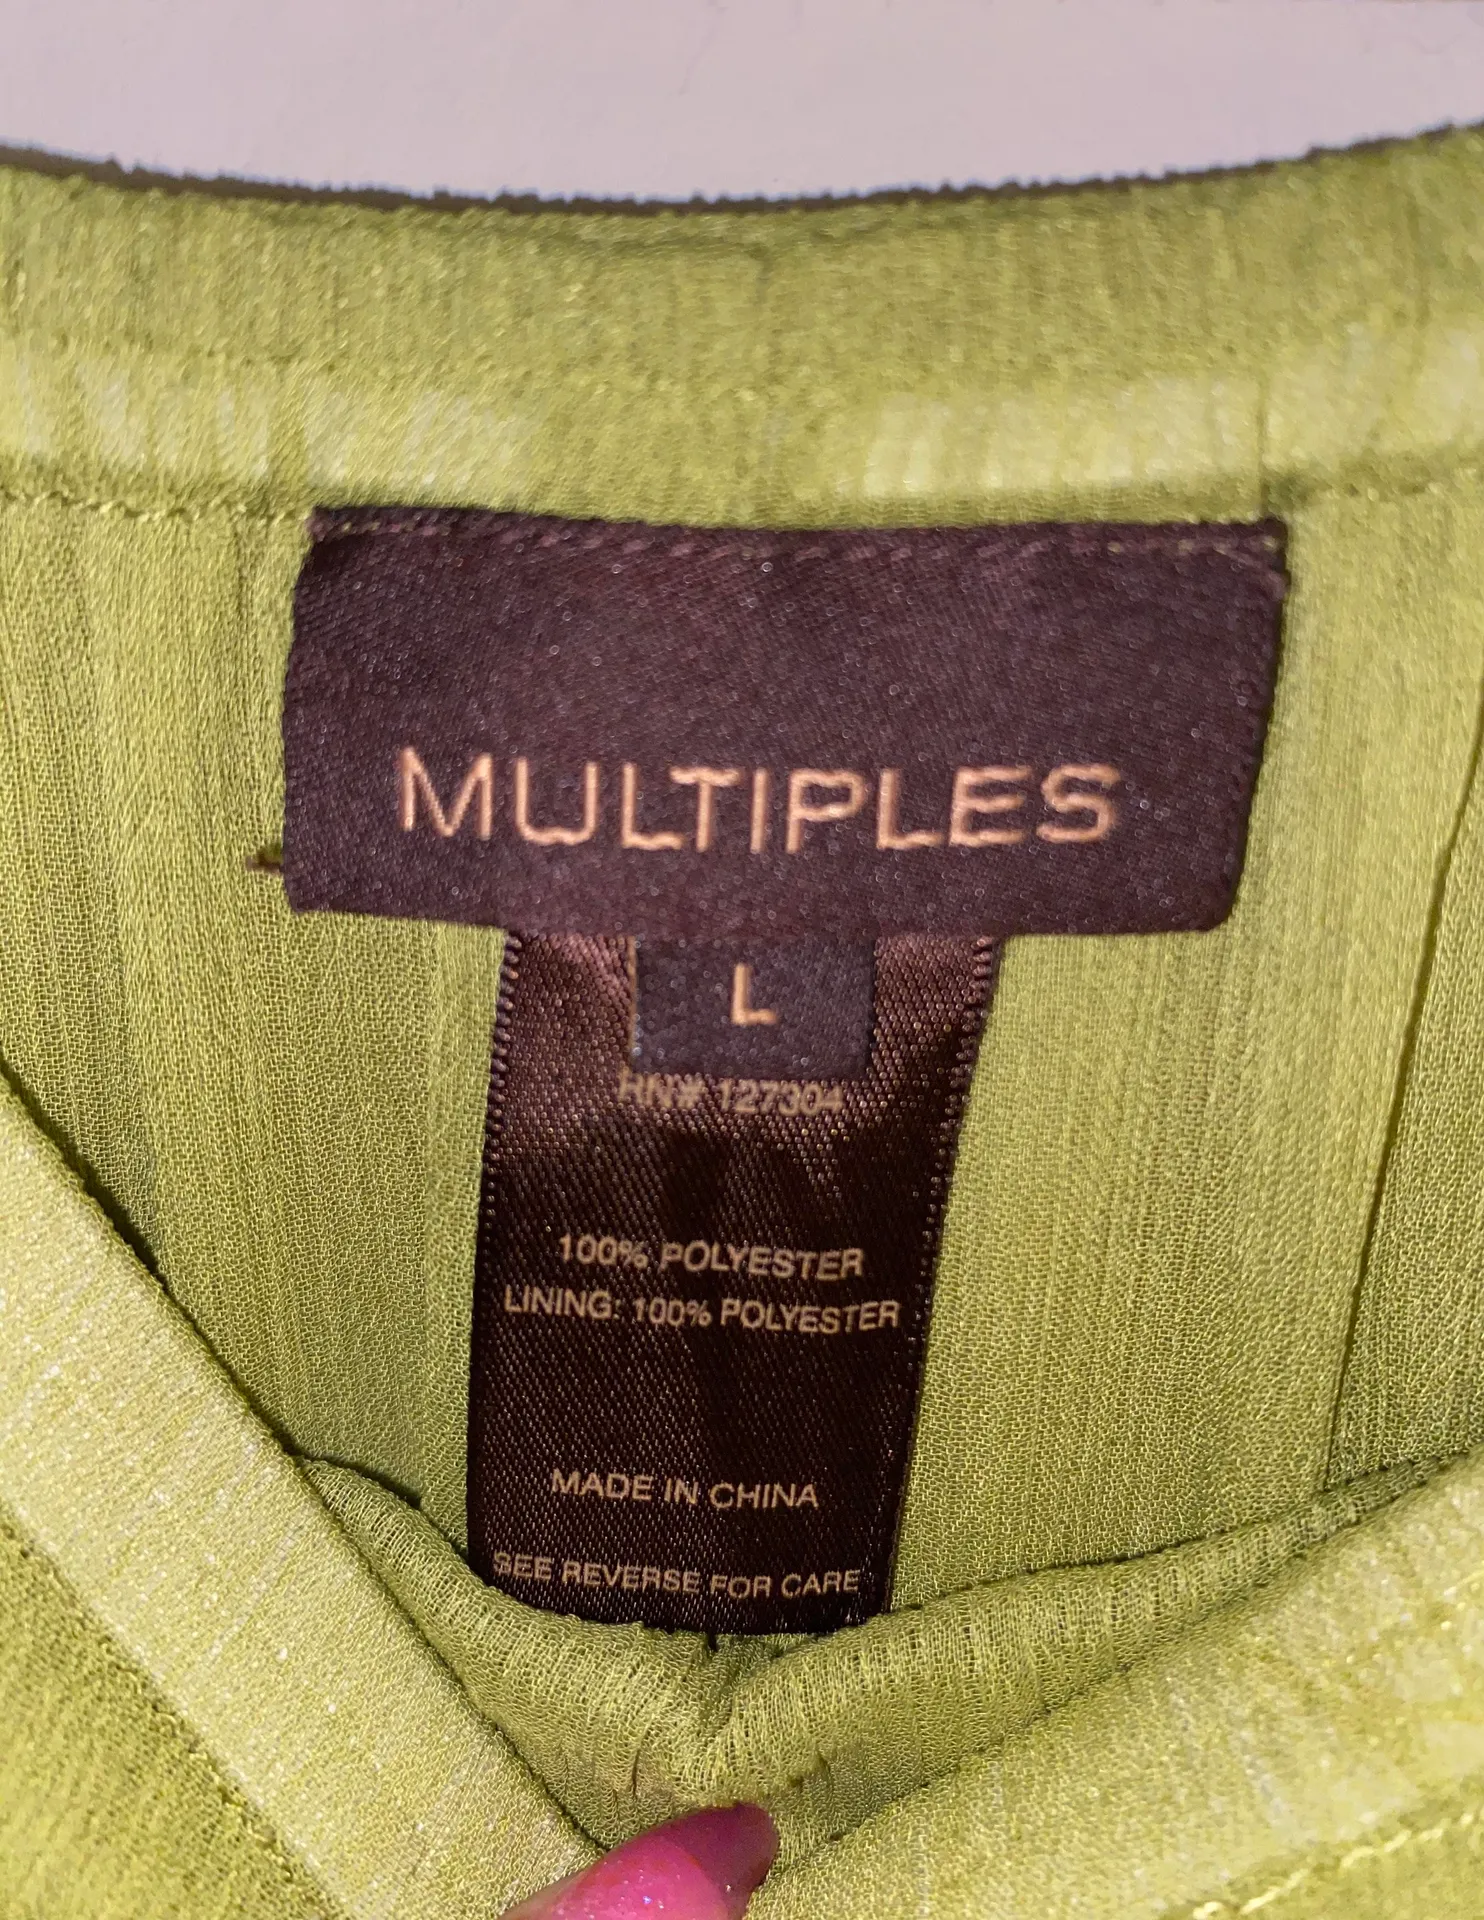 MULTIPLES
L
RN# 127304
100% POLYESTER
LINING: 100% POLYESTER
MADE IN CHINA
SEE REVERSE FOR CARE